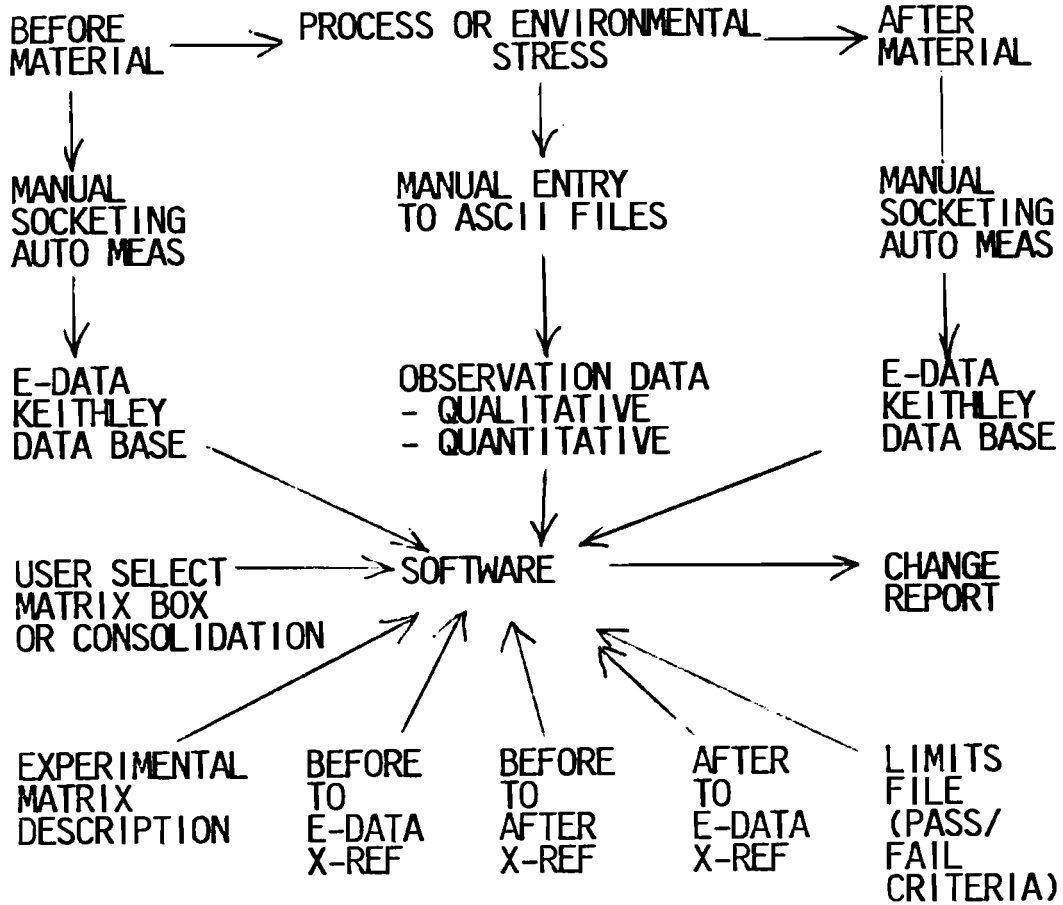 BEFORE
MATERIAL
PROCESS OR ENVIRONMENTAL
STRESS
AFTER
MATERIAL
MANUAL
SOCKETING
AUTO MEAS
MANUAL ENTRY
TO ASCII FILES
MANUAL
SOCKETING
AUTO MEAS
E-DATA
KEITHLEY
DATA BASE
OBSERVATION DATA
- QUALITATIVE
- QUANTITATIVE
E-DATA
KEITHLEY
DATA BASE
USER SELECT
MATRIX BOX
OR CONSOLIDATION
SOFTWARE
CHANGE
REPORT
EXPERIMENTAL
MATRIX
DESCRIPTION
BEFORE
TO
E-DATA
X-REF
BEFORE
TO
AFTER
X-REF
AFTER
TO
E-DATA
X-REF
LIMITS
FILE
(PASS/
FAIL
CRITERIA)